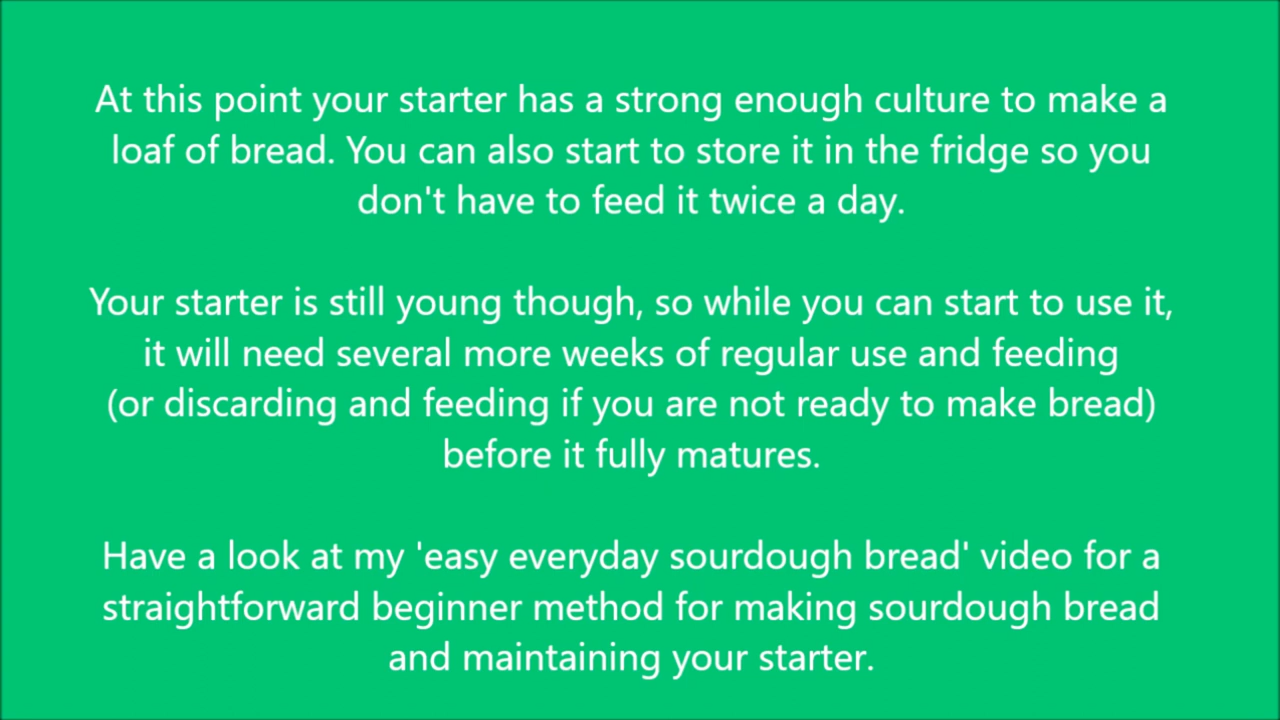 At this point your starter has a strong enough culture to make a
loaf of bread. You can also start to store it in the fridge so you
don't have to feed it twice a day.
Your starter is still young though, so while you can start to use it,
it will need several more weeks of regular use and feeding
(or discarding and feeding if you are not ready to make bread)
before it fully matures.
Have a look at my 'easy everyday sourdough bread' video for a
straightforward beginner method for making sourdough bread
and maintaining your starter.